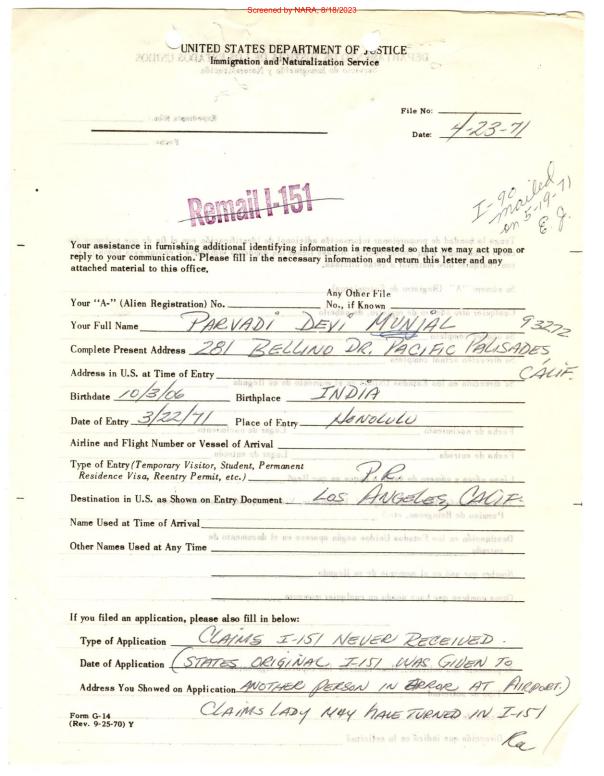 Screened by NARA, 8/18/2023
UNITED STATES DEPARTMENT OF JUSTICE
Immigration and Naturalization Service
File No:
Date: 4-23-71
Remail I-151
I-90
mailed
on 5-19-71
E.J.
Your assistance in furnishing additional identifying information is requested so that we may act upon or
reply to your communication. Please fill in the necessary information and return this letter and any
attached material to this office.
Any Other File
Your "A-" (Alien Registration) No. No., if Known
Your Full Name PARVADI DEVI MUNJAL 93272
Complete Present Address 281 BELLINO DR. PACIFIC PALISADES,
CALIF.
Address in U.S. at Time of Entry
Birthdate 10/3/06 Birthplace INDIA
Date of Entry 3/22/71 Place of Entry HONOLULU
Airline and Flight Number or Vessel of Arrival
Type of Entry (Temporary Visitor, Student, Permanent
Residence Visa, Reentry Permit, etc.) P.R.
Destination in U.S. as Shown on Entry Document LOS ANGELES, CALIF.
Name Used at Time of Arrival
Other Names Used at Any Time
If you filed an application, please also fill in below:
Type of Application CLAIMS I-151 NEVER RECEIVED.
Date of Application (STATES ORIGINAL I-151 WAS GIVEN TO
Address You Showed on Application ANOTHER PERSON IN ERROR AT AIRPORT.)
CLAIMS LADY MAY HAVE TURNED IN I-151
Form G-14
(Rev. 9-25-70) Y
Ra